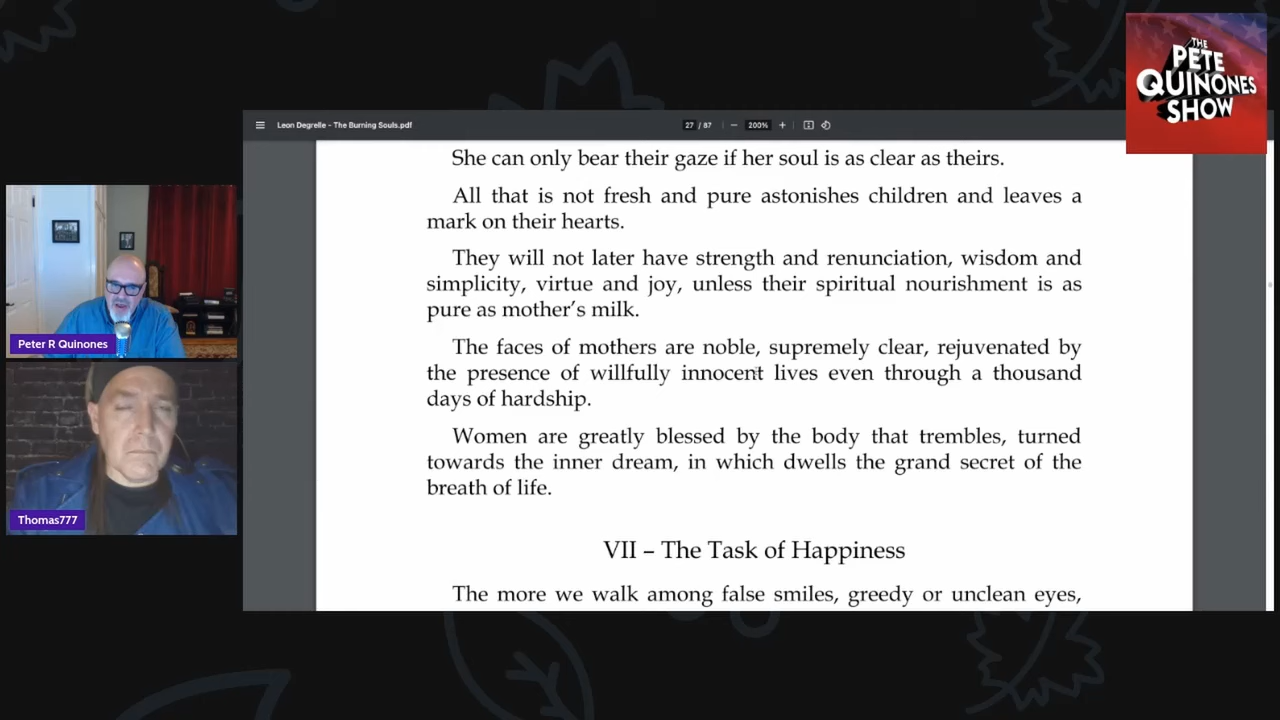 THE
PETE
QUINONES
SHOW
Leon Degrelle - The Burning Souls.pdf
27 / 87
200%
She can only bear their gaze if her soul is as clear as theirs.
All that is not fresh and pure astonishes children and leaves a
mark on their hearts.
They will not later have strength and renunciation, wisdom and
simplicity, virtue and joy, unless their spiritual nourishment is as
pure as mother's milk.
The faces of mothers are noble, supremely clear, rejuvenated by
the presence of willfully innocent lives even through a thousand
days of hardship.
Women are greatly blessed by the body that trembles, turned
towards the inner dream, in which dwells the grand secret of the
breath of life.
VII – The Task of Happiness
The more we walk among false smiles, greedy or unclean eyes,
Peter R Quinones
Thomas777